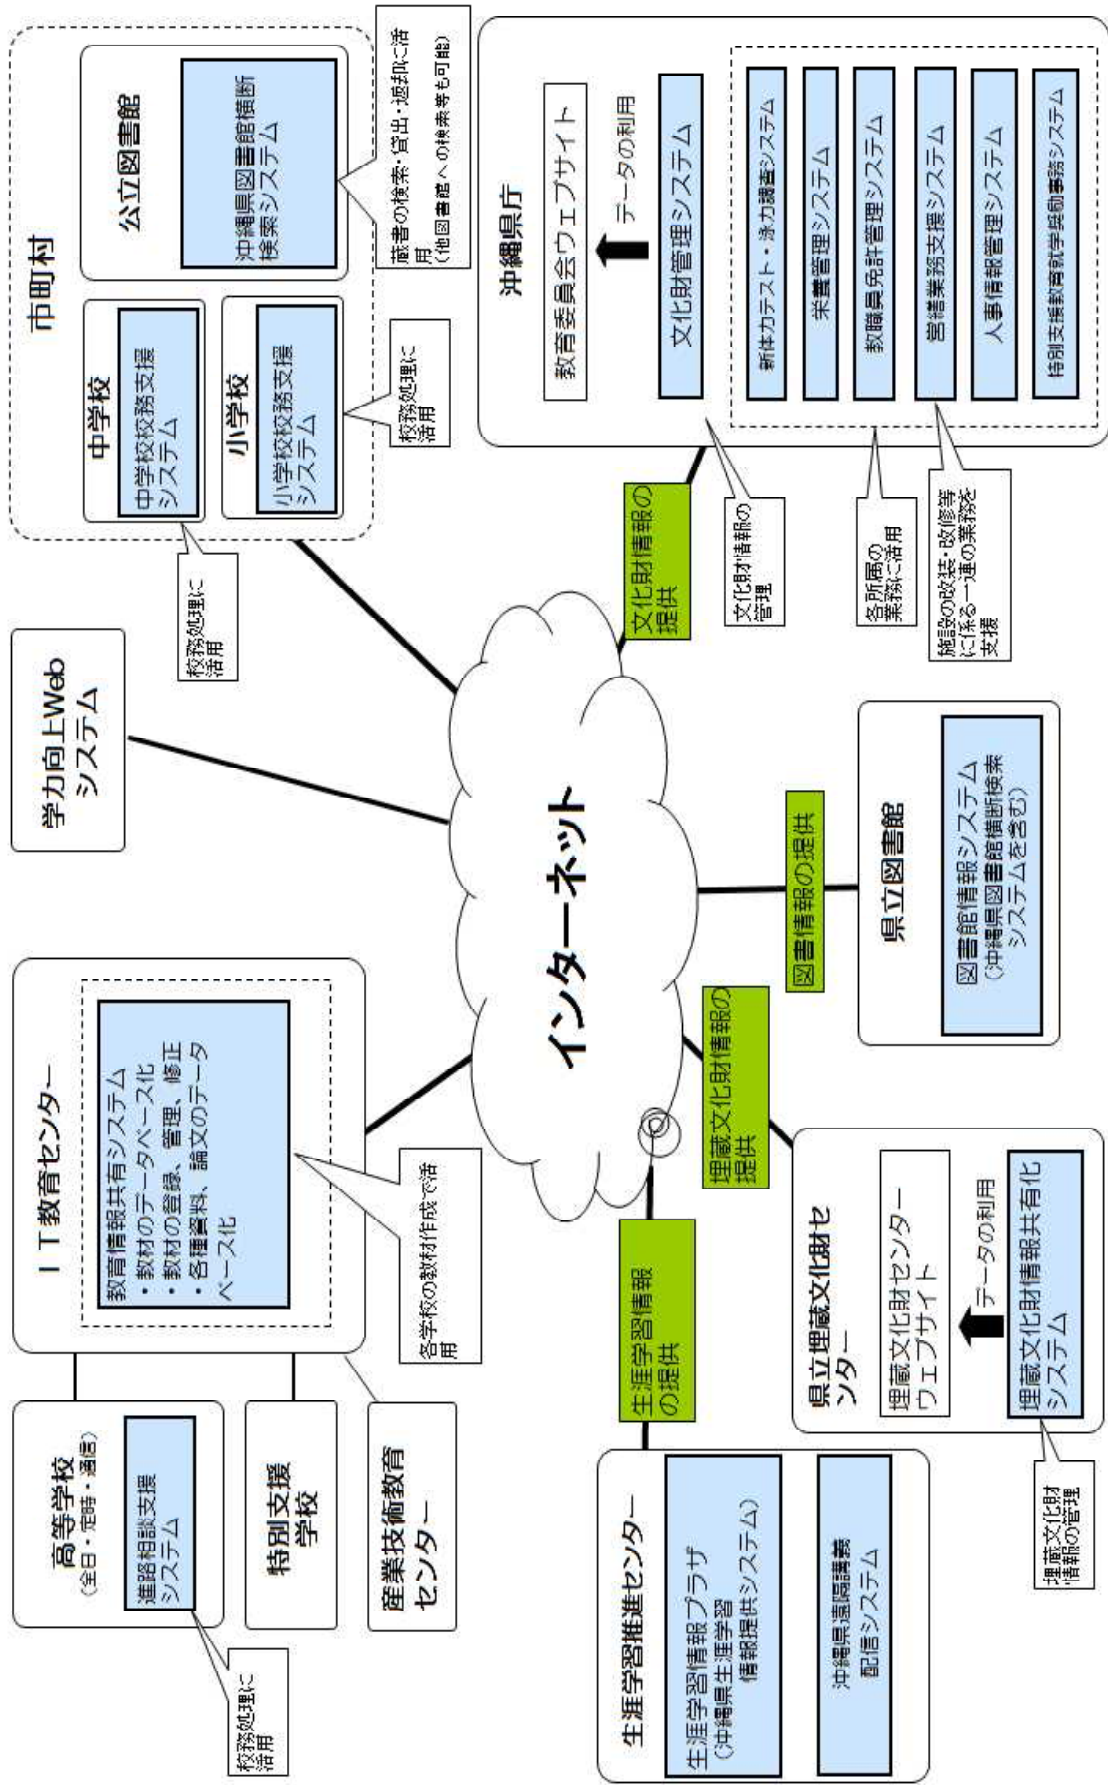 高等学校
（全日・定時・通信）
進路相談支援
システム
校務処理に
活用
特別支援
学校
産業技術教育
センター
ＩＴ教育センター
教育情報共有システム
・教材のデータベース化
・教材の登録、管理、修正
・各種資料、論文のデータ
ベース化
各学校の教材作成で活
用
学力向上Web
システム
市町村
中学校
中学校校務支援
システム
校務処理に
活用
小学校
小学校校務支援
システム
校務処理に
活用
公立図書館
沖縄県図書館横断
検索システム
蔵書の検索・貸出・返却に活
用
（他図書館への検索等も可能）
インターネット
生涯学習情報
の提供
埋蔵文化財情報の
提供
図書情報の提供
文化財情報の
提供
生涯学習推進センター
生涯学習情報プラザ
（沖縄県生涯学習
情報提供システム）
沖縄県遠隔講義
配信システム
県立埋蔵文化財セ
ンター
埋蔵文化財センター
ウェブサイト
データの利用
埋蔵文化財情報共有化
システム
埋蔵文化財
情報の管理
県立図書館
図書館情報システム
（沖縄県図書館横断検索
システムを含む）
沖縄県庁
教育委員会ウェブサイト
データの利用
文化財管理システム
文化財情報の
管理
新体力テスト・泳力調査システム
栄養管理システム
教職員免許管理システム
営繕業務支援システム
人事情報管理システム
特別支援教育就学奨励事務システム
各所属の
業務に活用
施設の改装・改修等
に係る一連の業務を
支援